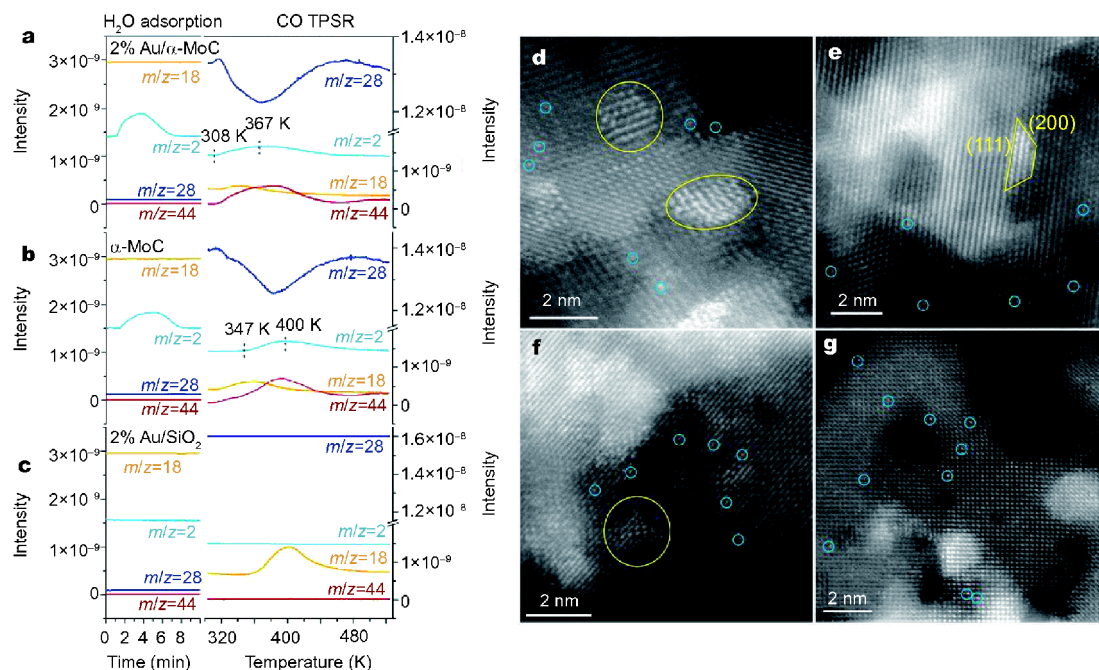 H₂O adsorption CO TPSR
a
2% Au/α-MoC
m/z=18
m/z=28
308 K 367 K
m/z=2
m/z=18
m/z=28
m/z=44
m/z=44
3×10⁻⁹
2×10⁻⁹
1×10⁻⁹
0
Intensity
1.4×10⁻⁸
1.2×10⁻⁸
1×10⁻⁹
0
Intensity
b
α-MoC
m/z=18
m/z=28
m/z=2
347 K 400 K
m/z=2
m/z=18
m/z=28
m/z=44
m/z=44
3×10⁻⁹
2×10⁻⁹
1×10⁻⁹
0
Intensity
1.4×10⁻⁸
1.2×10⁻⁸
1×10⁻⁹
0
Intensity
c
2% Au/SiO₂
m/z=18
m/z=28
m/z=2
m/z=2
m/z=18
m/z=28
m/z=44
m/z=44
3×10⁻⁹
2×10⁻⁹
1×10⁻⁹
0
Intensity
1.6×10⁻⁸
1.2×10⁻⁸
1×10⁻⁹
0
Intensity
0 2 4 6 8
320 400 480
Time (min) Temperature (K)
d
2 nm
e
(111)
(200)
2 nm
f
2 nm
g
2 nm